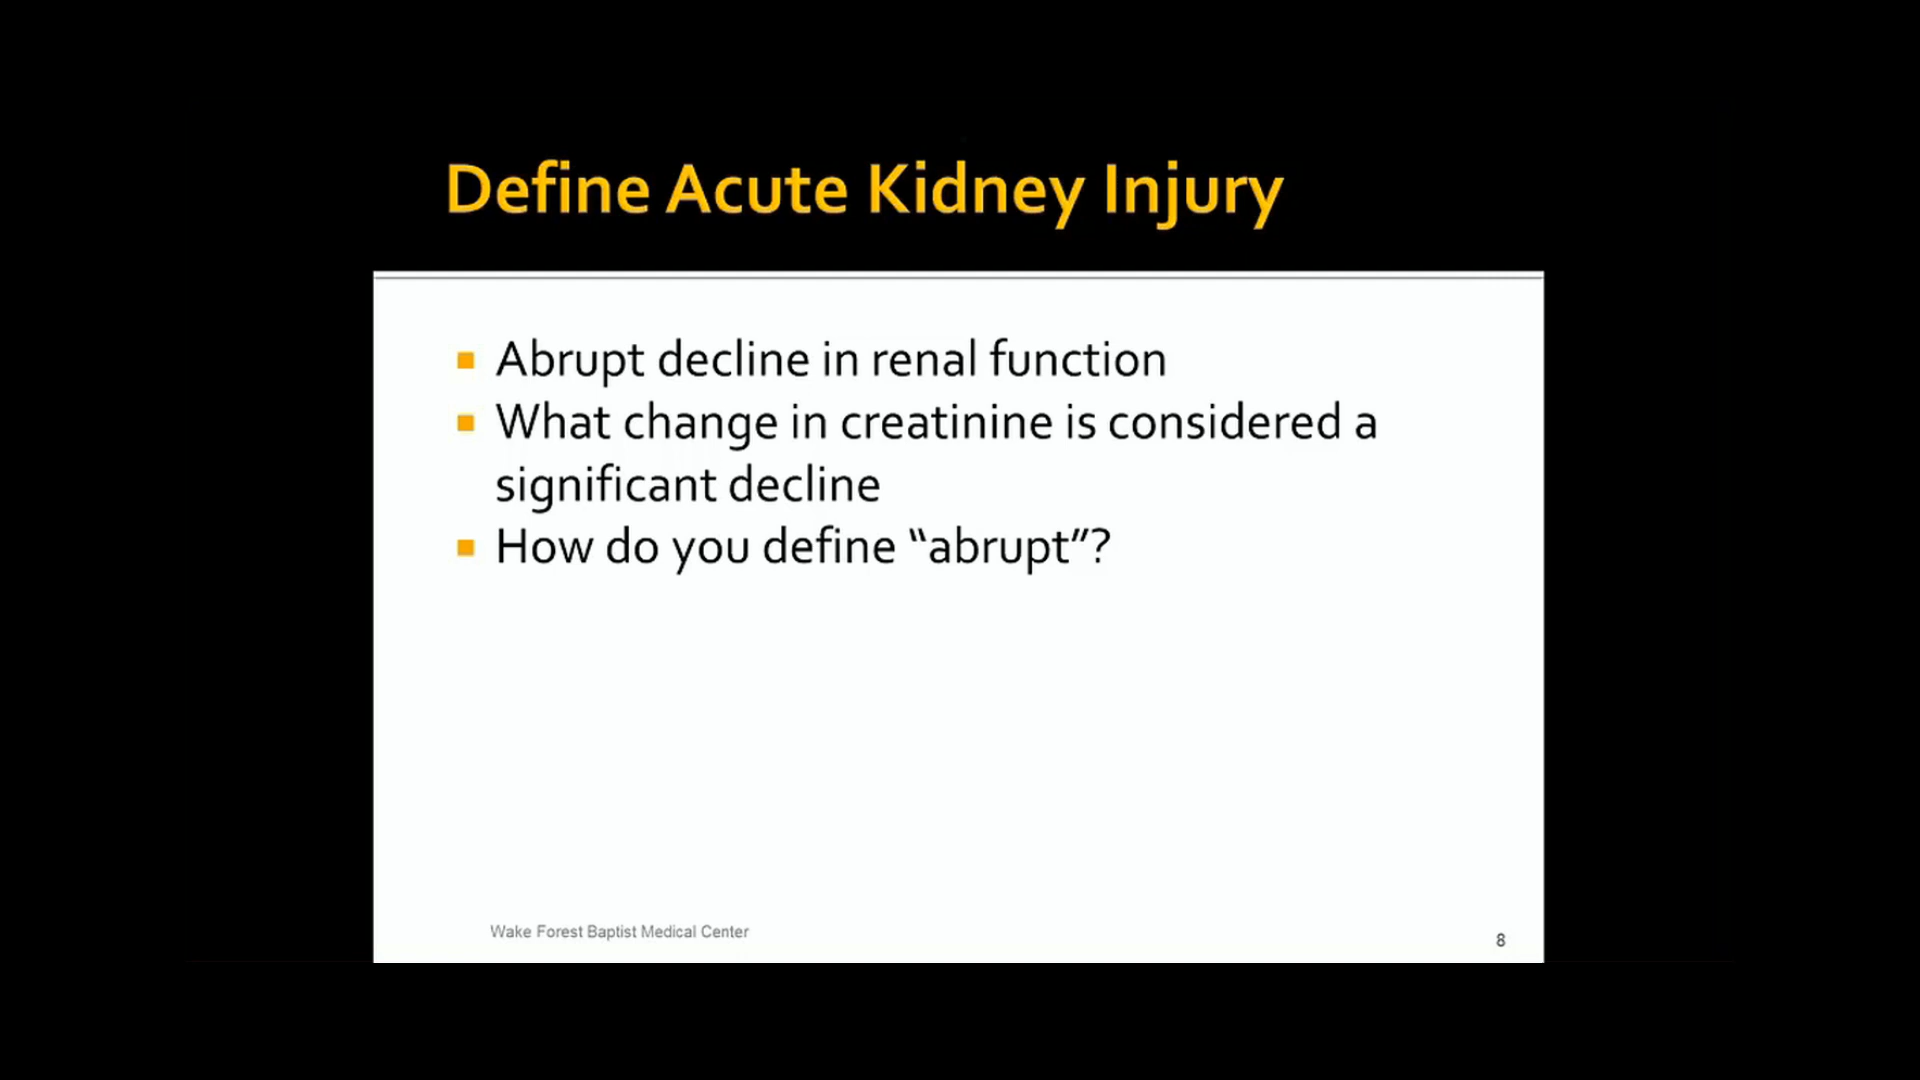 Define Acute Kidney Injury
Abrupt decline in renal function
What change in creatinine is considered a
significant decline
How do you define “abrupt”?
Wake Forest Baptist Medical Center
8